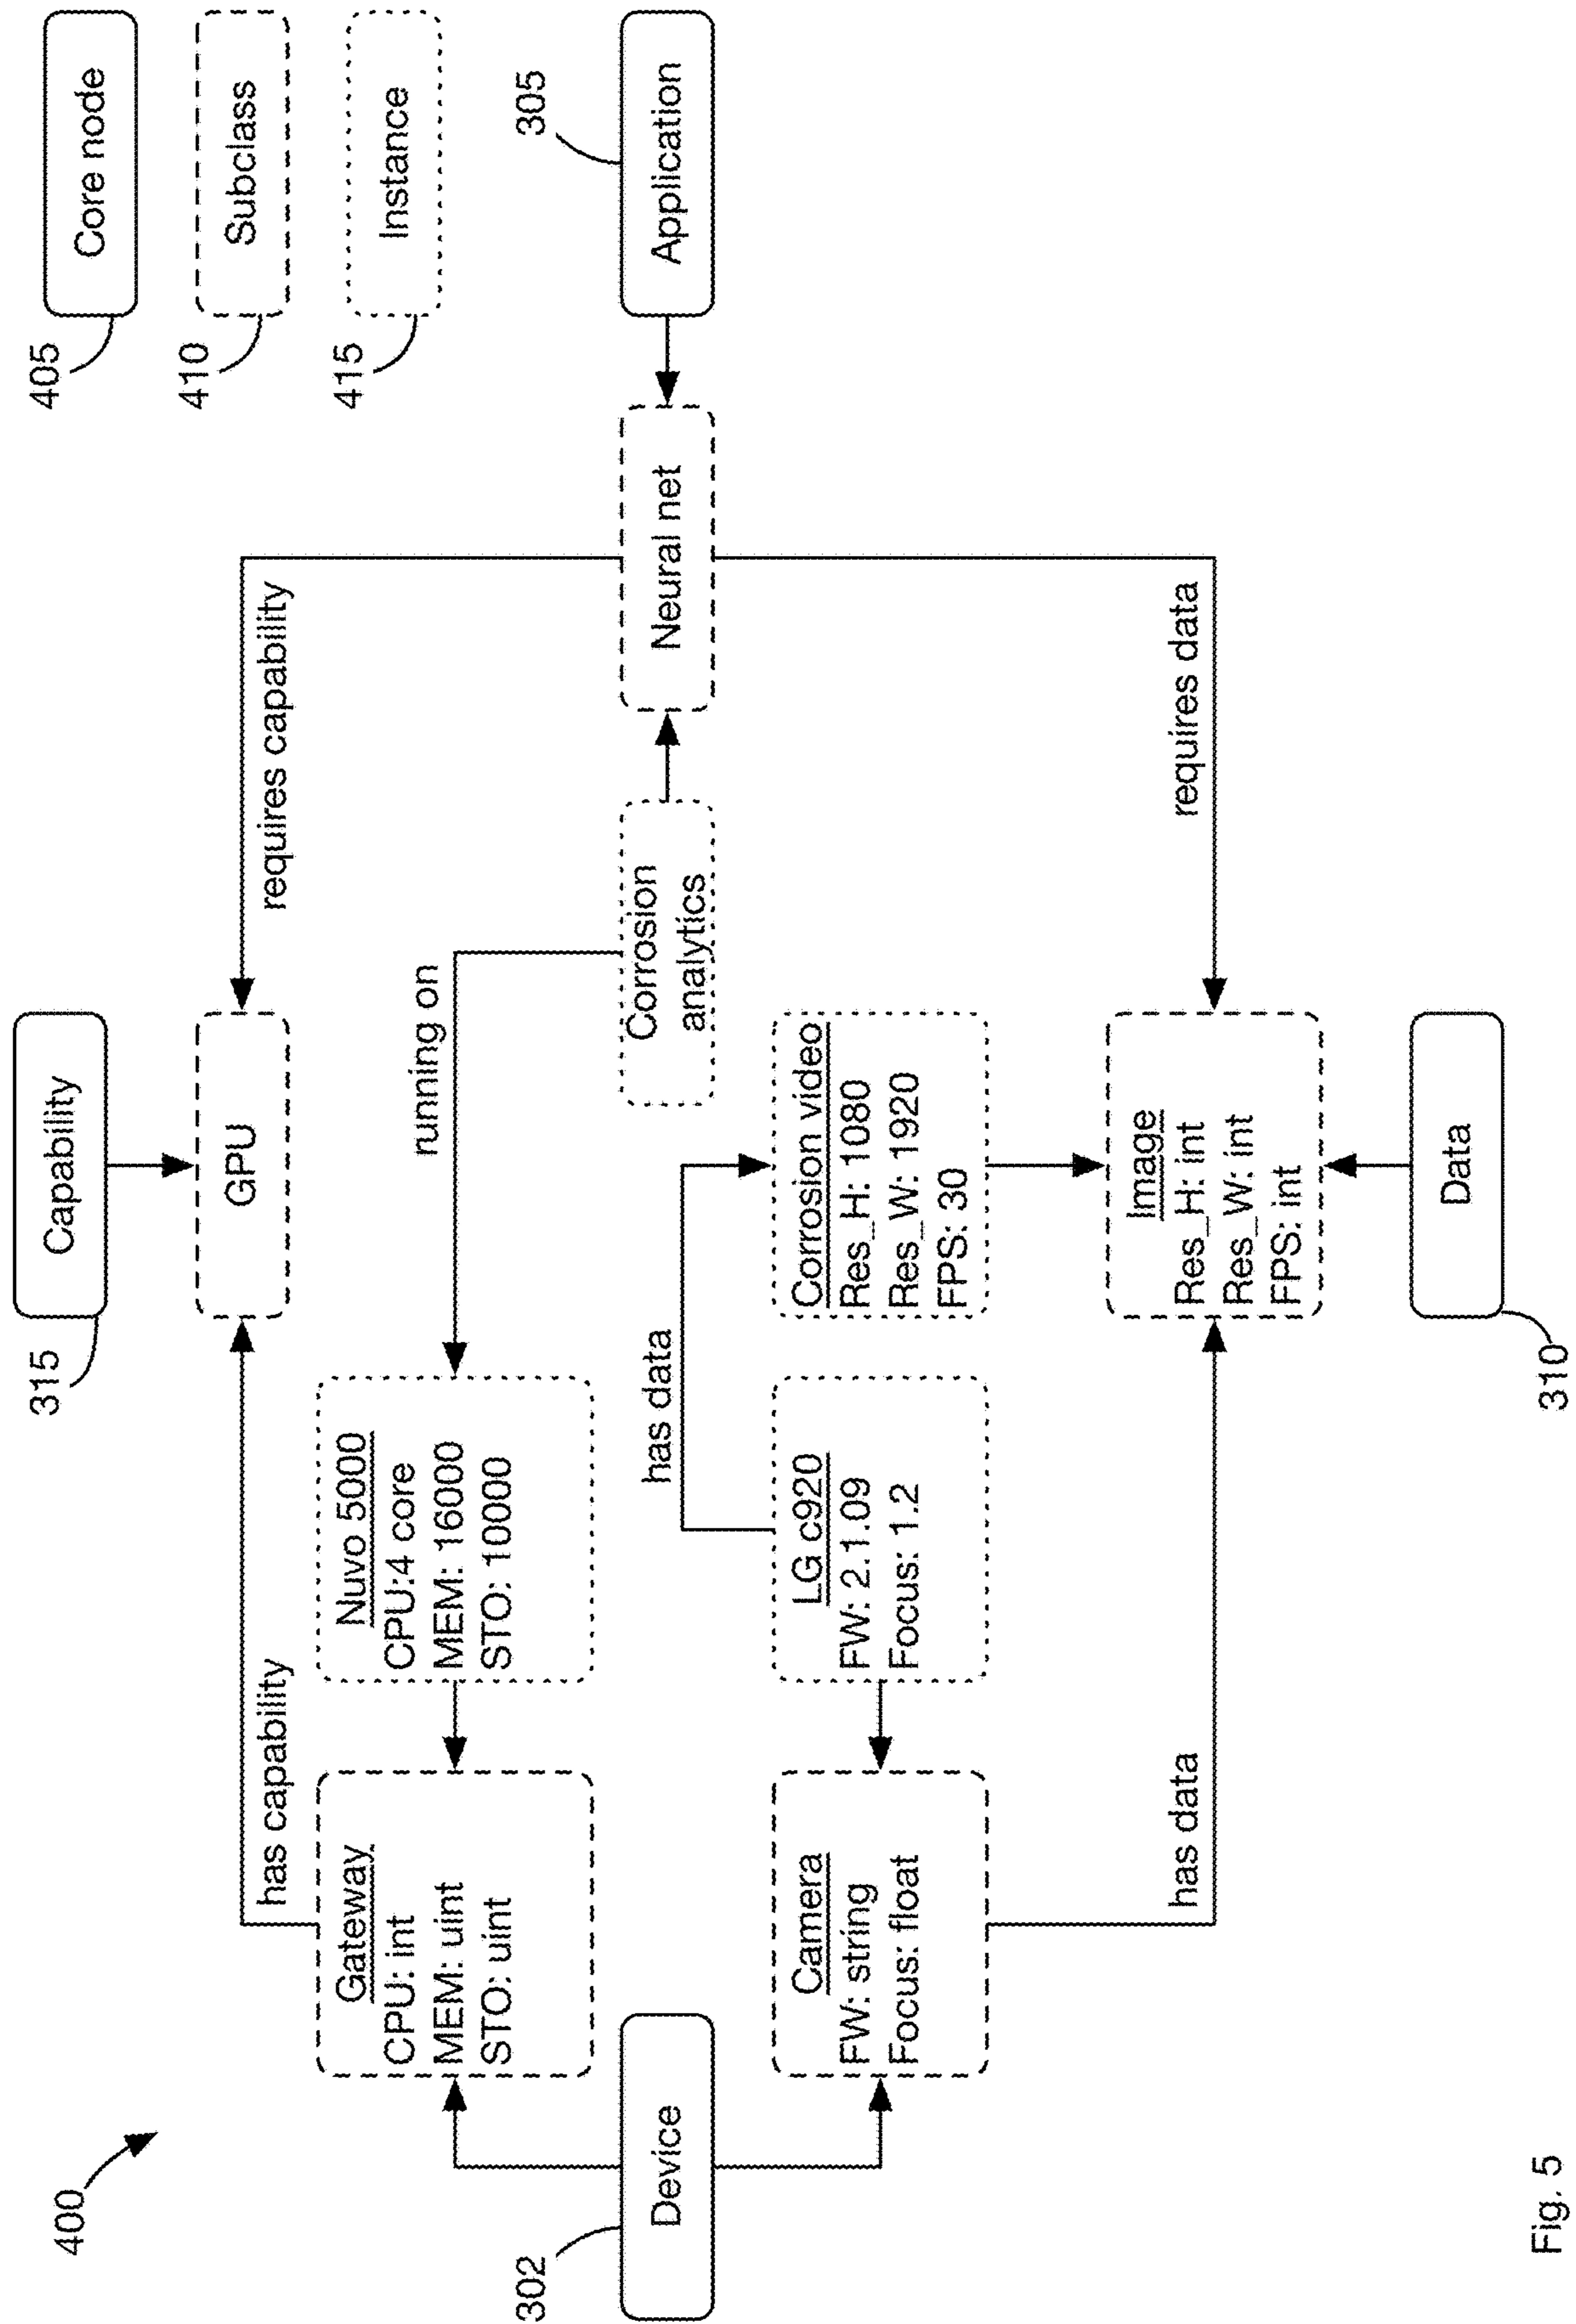 400
315
Capability
405
Core node
has capability
GPU
requires capability
410
Subclass
Gateway
CPU: int
MEM: uint
STO: uint
Nuvo 5000
CPU:4 core
MEM: 16000
STO: 10000
running on
415
Instance
302
Device
has data
Corrosion
analytics
Neural net
305
Application
Camera
FW: string
Focus: float
LG c920
FW: 2.1.09
Focus: 1.2
Corrosion video
Res_H: 1080
Res_W: 1920
FPS: 30
has data
Image
Res_H: int
Res_W: int
FPS: int
requires data
310
Data
Fig. 5